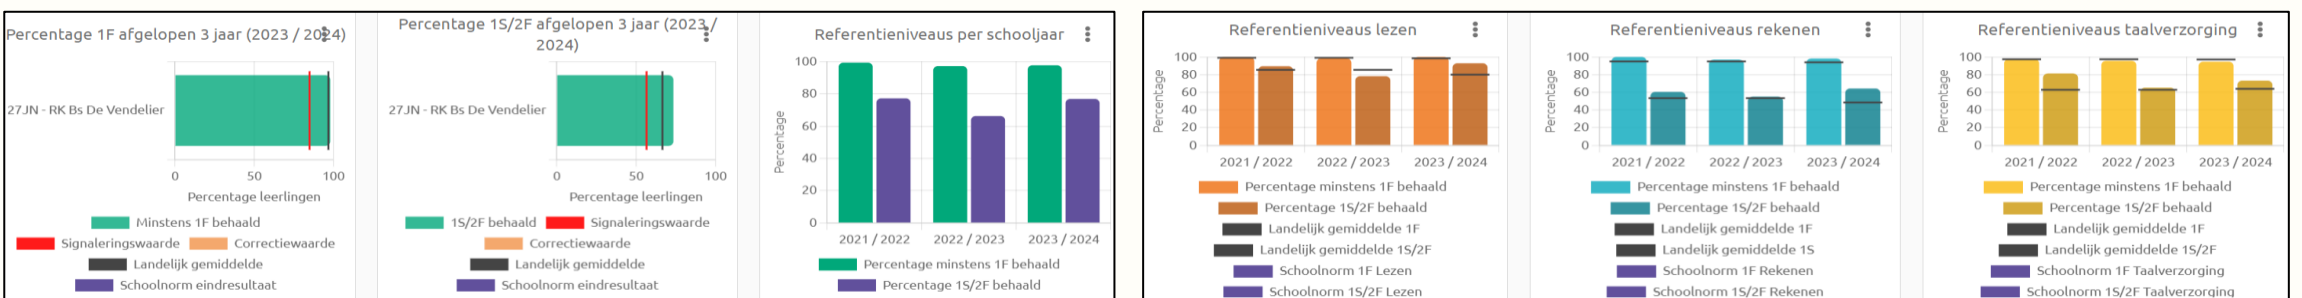 Percentage 1F afgelopen 3 jaar (2023 / 2024)
27JN - RK Bs De Vendelier
0 50 100
Percentage leerlingen
Minstens 1F behaald
Signaleringswaarde Correctiewaarde
Landelijk gemiddelde
Schoolnorm eindresultaat
Percentage 1S/2F afgelopen 3 jaar (2023 /
2024)
27JN - RK Bs De Vendelier
0 50 100
Percentage leerlingen
1S/2F behaald Signaleringswaarde
Correctiewaarde
Landelijk gemiddelde
Schoolnorm eindresultaat
Referentieniveaus per schooljaar
Percentage
100
80
60
40
20
0
2021 / 2022 2022 / 2023 2023 / 2024
Percentage minstens 1F behaald
Percentage 1S/2F behaald
Referentieniveaus lezen
Percentage
100
80
60
40
20
0
2021 / 2022 2022 / 2023 2023 / 2024
Percentage minstens 1F behaald
Percentage 1S/2F behaald
Landelijk gemiddelde 1F
Landelijk gemiddelde 1S/2F
Schoolnorm 1F Lezen
Schoolnorm 1S/2F Lezen
Referentieniveaus rekenen
Percentage
100
80
60
40
20
0
2021 / 2022 2022 / 2023 2023 / 2024
Percentage minstens 1F behaald
Percentage 1S/2F behaald
Landelijk gemiddelde 1F
Landelijk gemiddelde 1S
Schoolnorm 1F Rekenen
Schoolnorm 1S/2F Rekenen
Referentieniveaus taalverzorging
Percentage
100
80
60
40
20
0
2021 / 2022 2022 / 2023 2023 / 2024
Percentage minstens 1F behaald
Percentage 1S/2F behaald
Landelijk gemiddelde 1F
Landelijk gemiddelde 1S/2F
Schoolnorm 1F Taalverzorging
Schoolnorm 1S/2F Taalverzorging